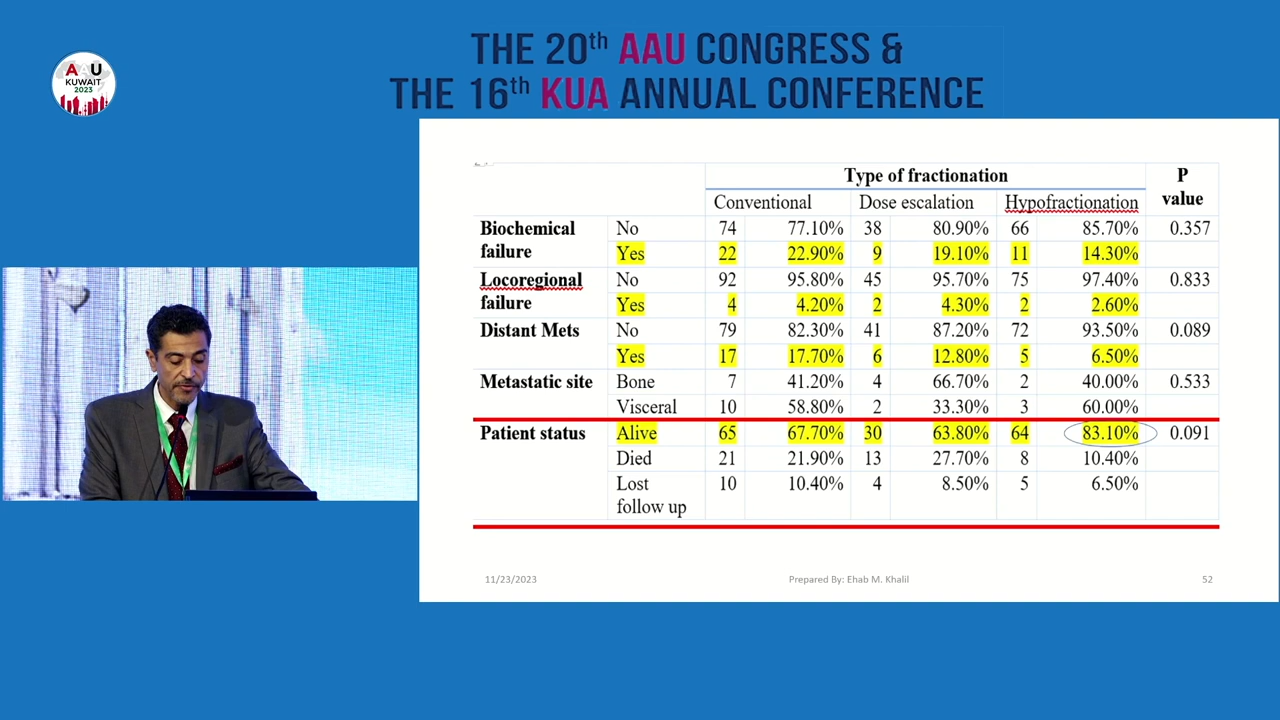 THE 20th AAU CONGRESS &
THE 16th KUA ANNUAL CONFERENCE
AAU
KUWAIT
2023
Type of fractionation P value
Conventional Dose escalation Hypofractionation
Biochemical failure No 74 77.10% 38 80.90% 66 85.70% 0.357
Yes 22 22.90% 9 19.10% 11 14.30%
Locoregional failure No 92 95.80% 45 95.70% 75 97.40% 0.833
Yes 4 4.20% 2 4.30% 2 2.60%
Distant Mets No 79 82.30% 41 87.20% 72 93.50% 0.089
Yes 17 17.70% 6 12.80% 5 6.50%
Metastatic site Bone 7 41.20% 4 66.70% 2 40.00% 0.533
Visceral 10 58.80% 2 33.30% 3 60.00%
Patient status Alive 65 67.70% 30 63.80% 64 83.10% 0.091
Died 21 21.90% 13 27.70% 8 10.40%
Lost follow up 10 10.40% 4 8.50% 5 6.50%
11/23/2023 Prepared By: Ehab M. Khalil 52